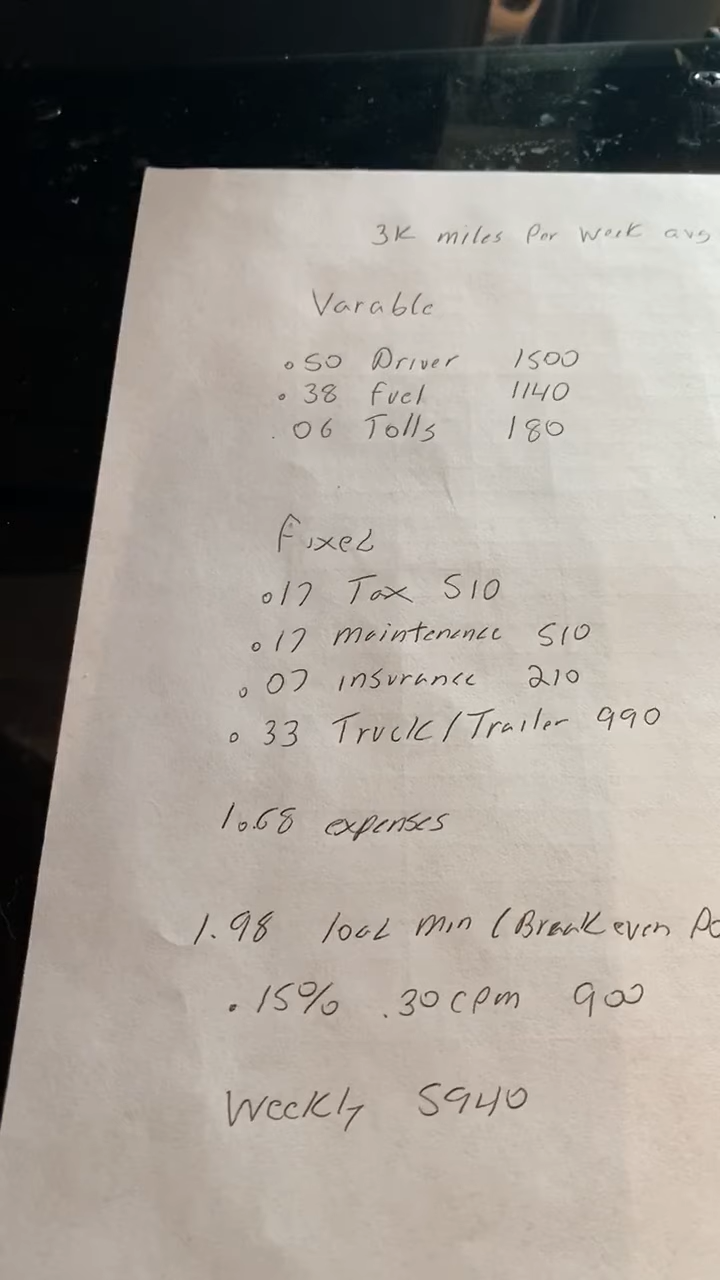 3K miles Per Week avg
Varable
.50 Driver 1500
.38 fuel 1140
.06 Tolls 180
Fixed
.17 Tax 510
.17 maintenence 510
.07 insurance 210
.33 Truck/Trailer 990
1.68 expenses
1.98 load min (Break even Po
.15% .30 cpm 900
Weekly 5940